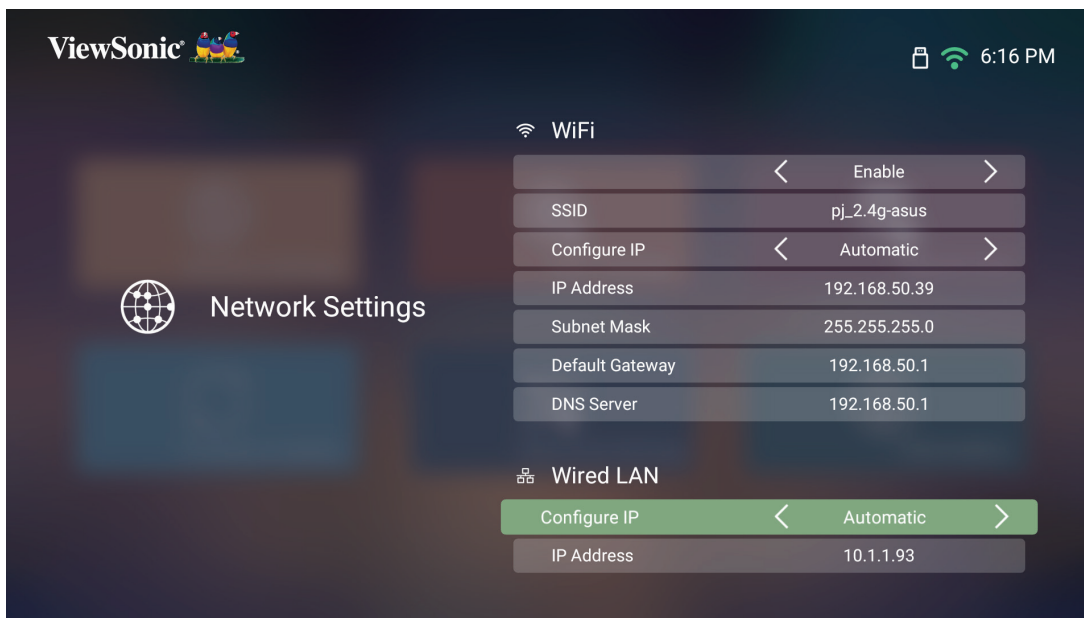 ViewSonic®
6:16 PM
WiFi
Enable
SSID pj_2.4g-asus
Configure IP Automatic
IP Address 192.168.50.39
Network Settings
Subnet Mask 255.255.255.0
Default Gateway 192.168.50.1
DNS Server 192.168.50.1
Wired LAN
Configure IP Automatic
IP Address 10.1.1.93